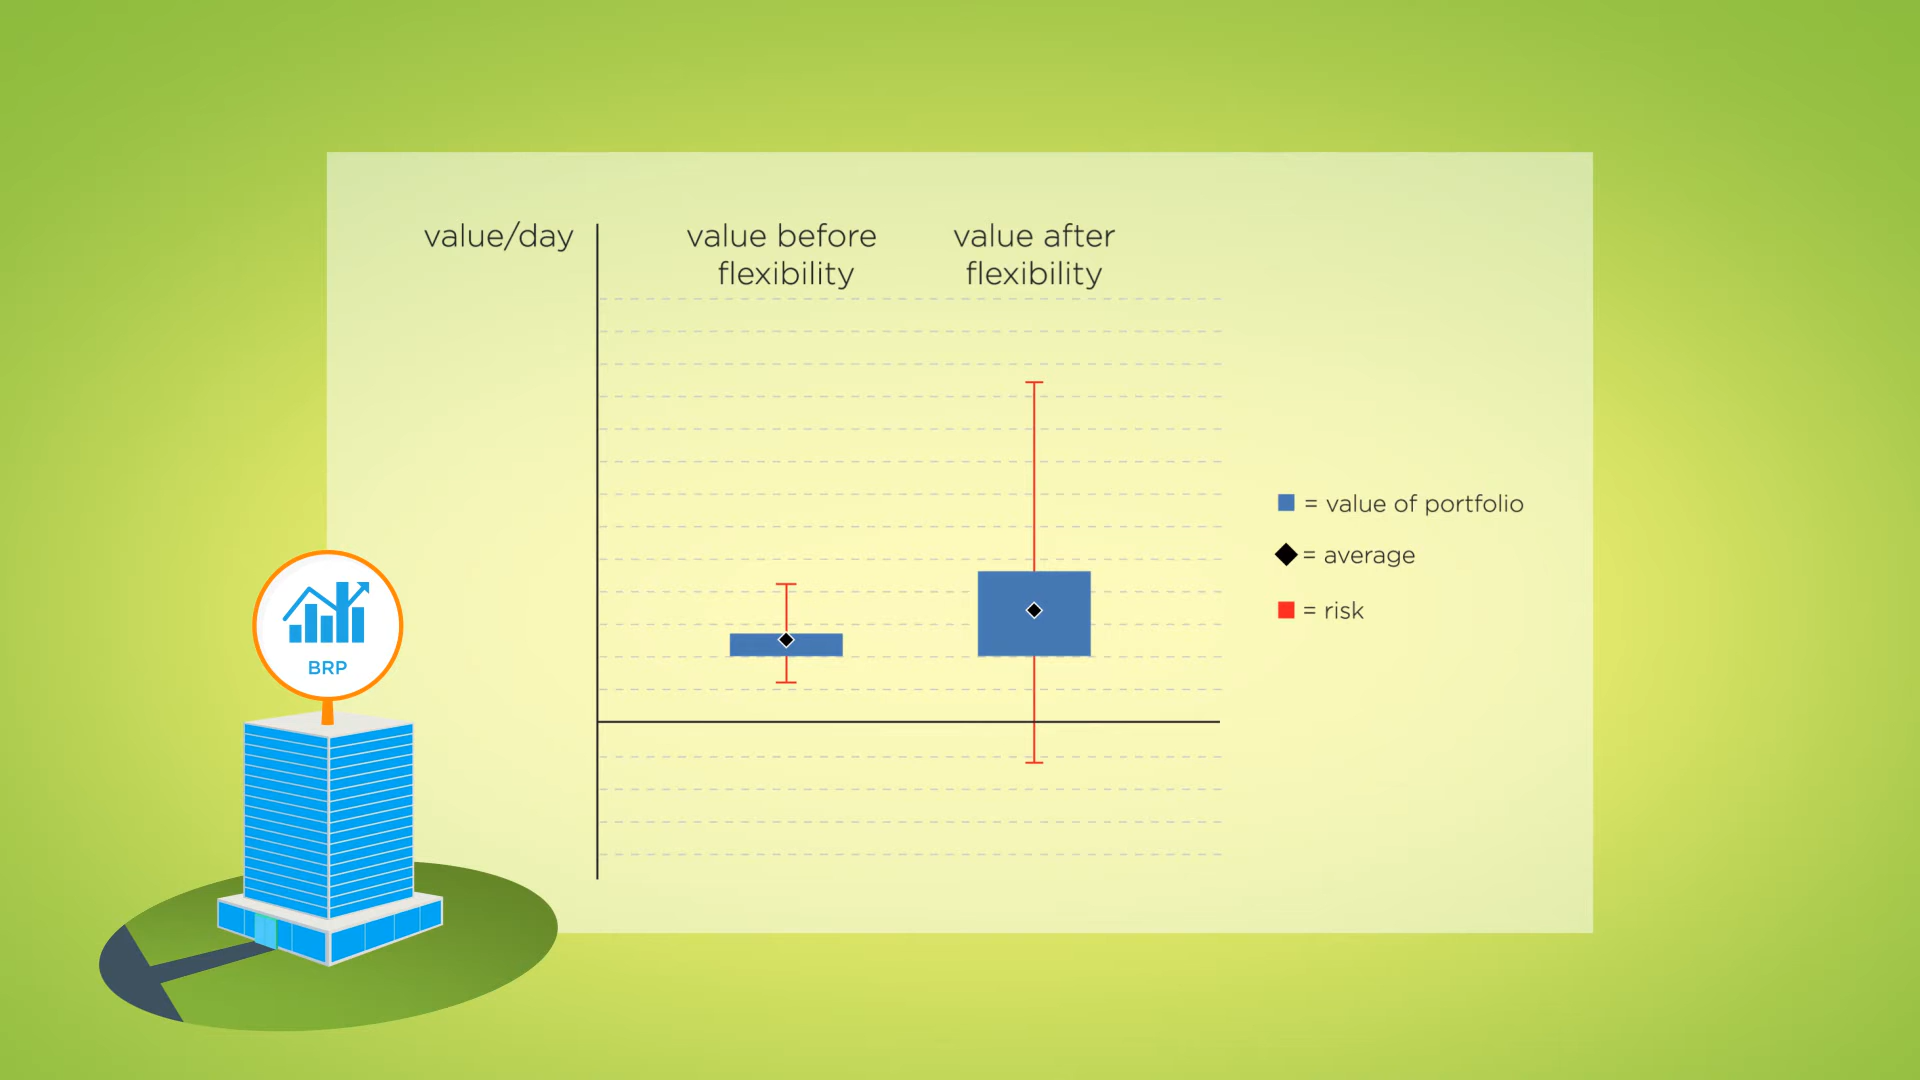 value/day
value before
flexibility
value after
flexibility
= value of portfolio
= average
= risk
BRP